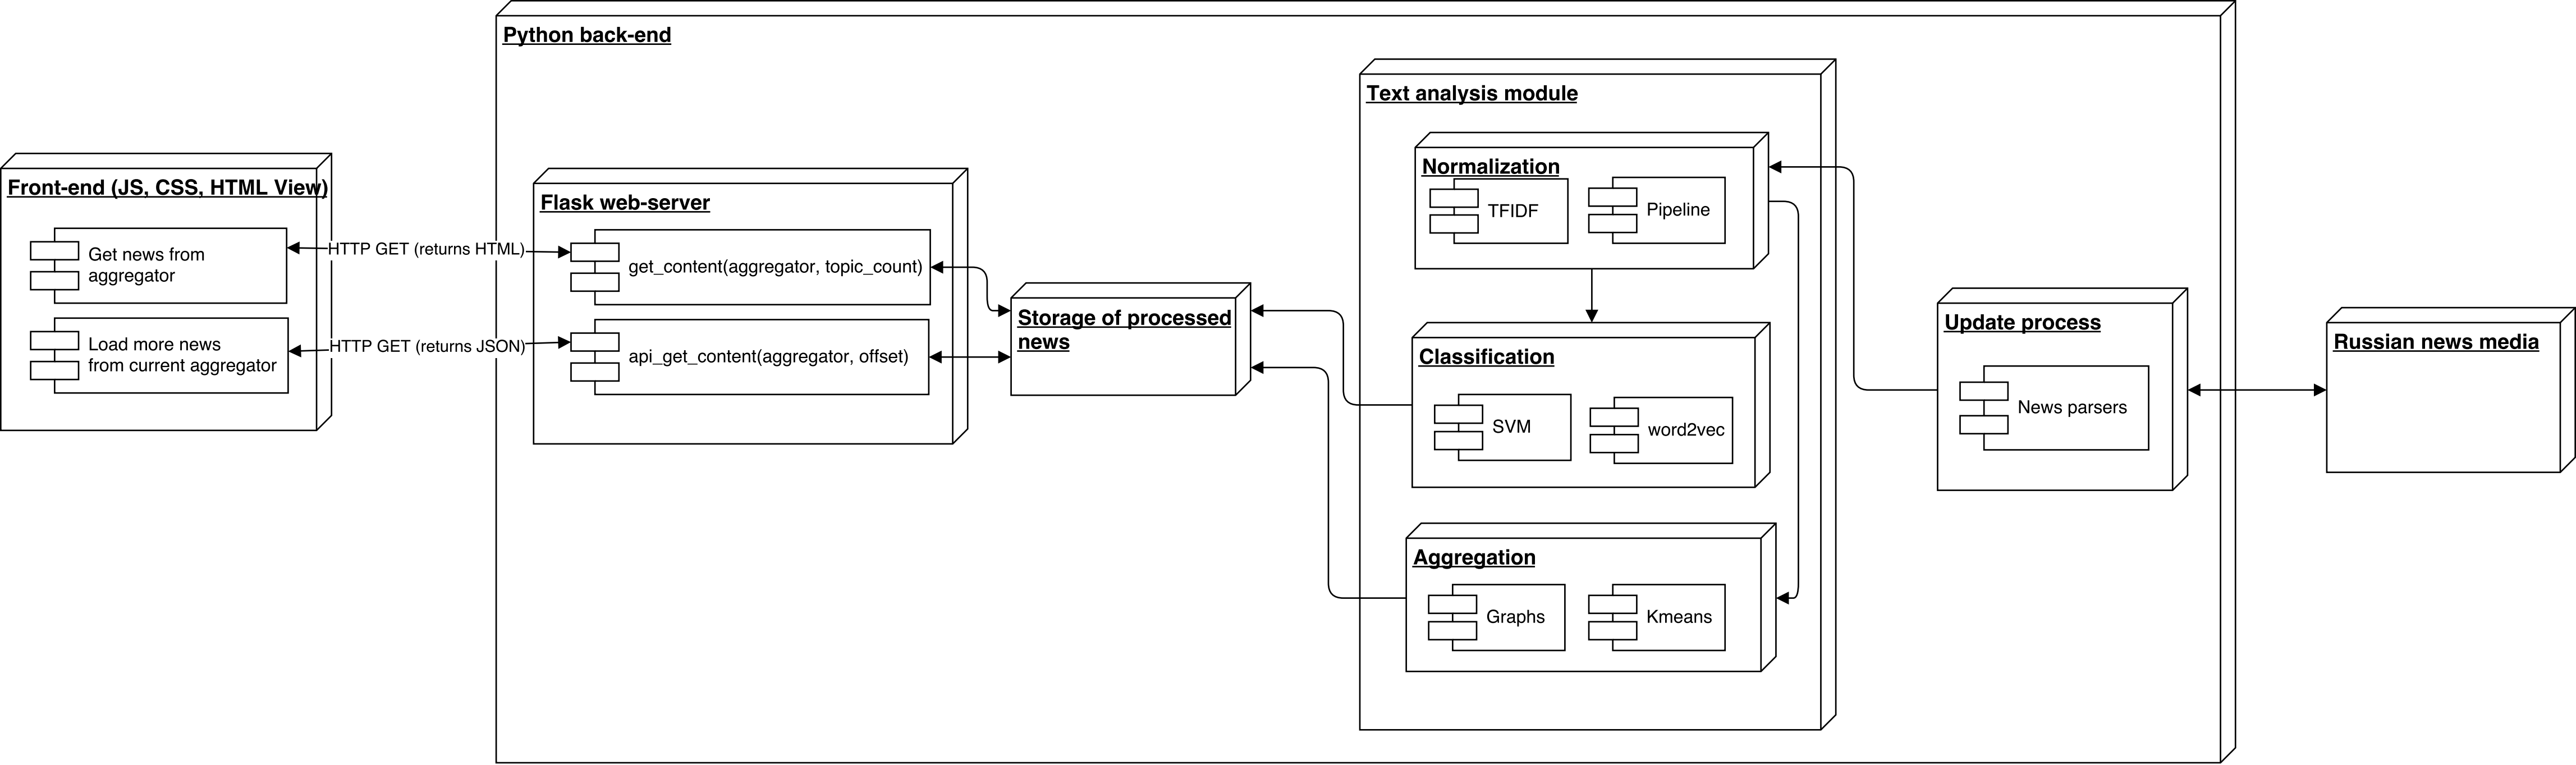 Python back-end
Front-end (JS, CSS, HTML View)
Get news from
aggregator
Load more news
from current aggregator
HTTP GET (returns HTML)
HTTP GET (returns JSON)
Flask web-server
get_content(aggregator, topic_count)
api_get_content(aggregator, offset)
Storage of processed
news
Text analysis module
Normalization
TFIDF
Pipeline
Classification
SVM
word2vec
Aggregation
Graphs
Kmeans
Update process
News parsers
Russian news media